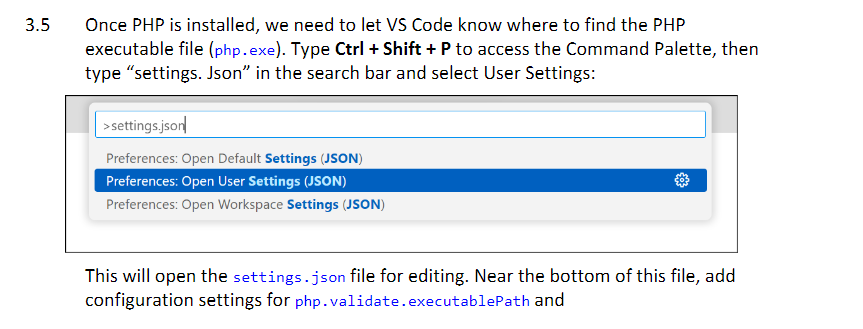 3.5 Once PHP is installed, we need to let VS Code know where to find the PHP
executable file (php.exe). Type Ctrl + Shift + P to access the Command Palette, then
type “settings. Json” in the search bar and select User Settings:
>settings.json
Preferences: Open Default Settings (JSON)
Preferences: Open User Settings (JSON)
Preferences: Open Workspace Settings (JSON)
This will open the settings.json file for editing. Near the bottom of this file, add
configuration settings for php.validate.executablePath and